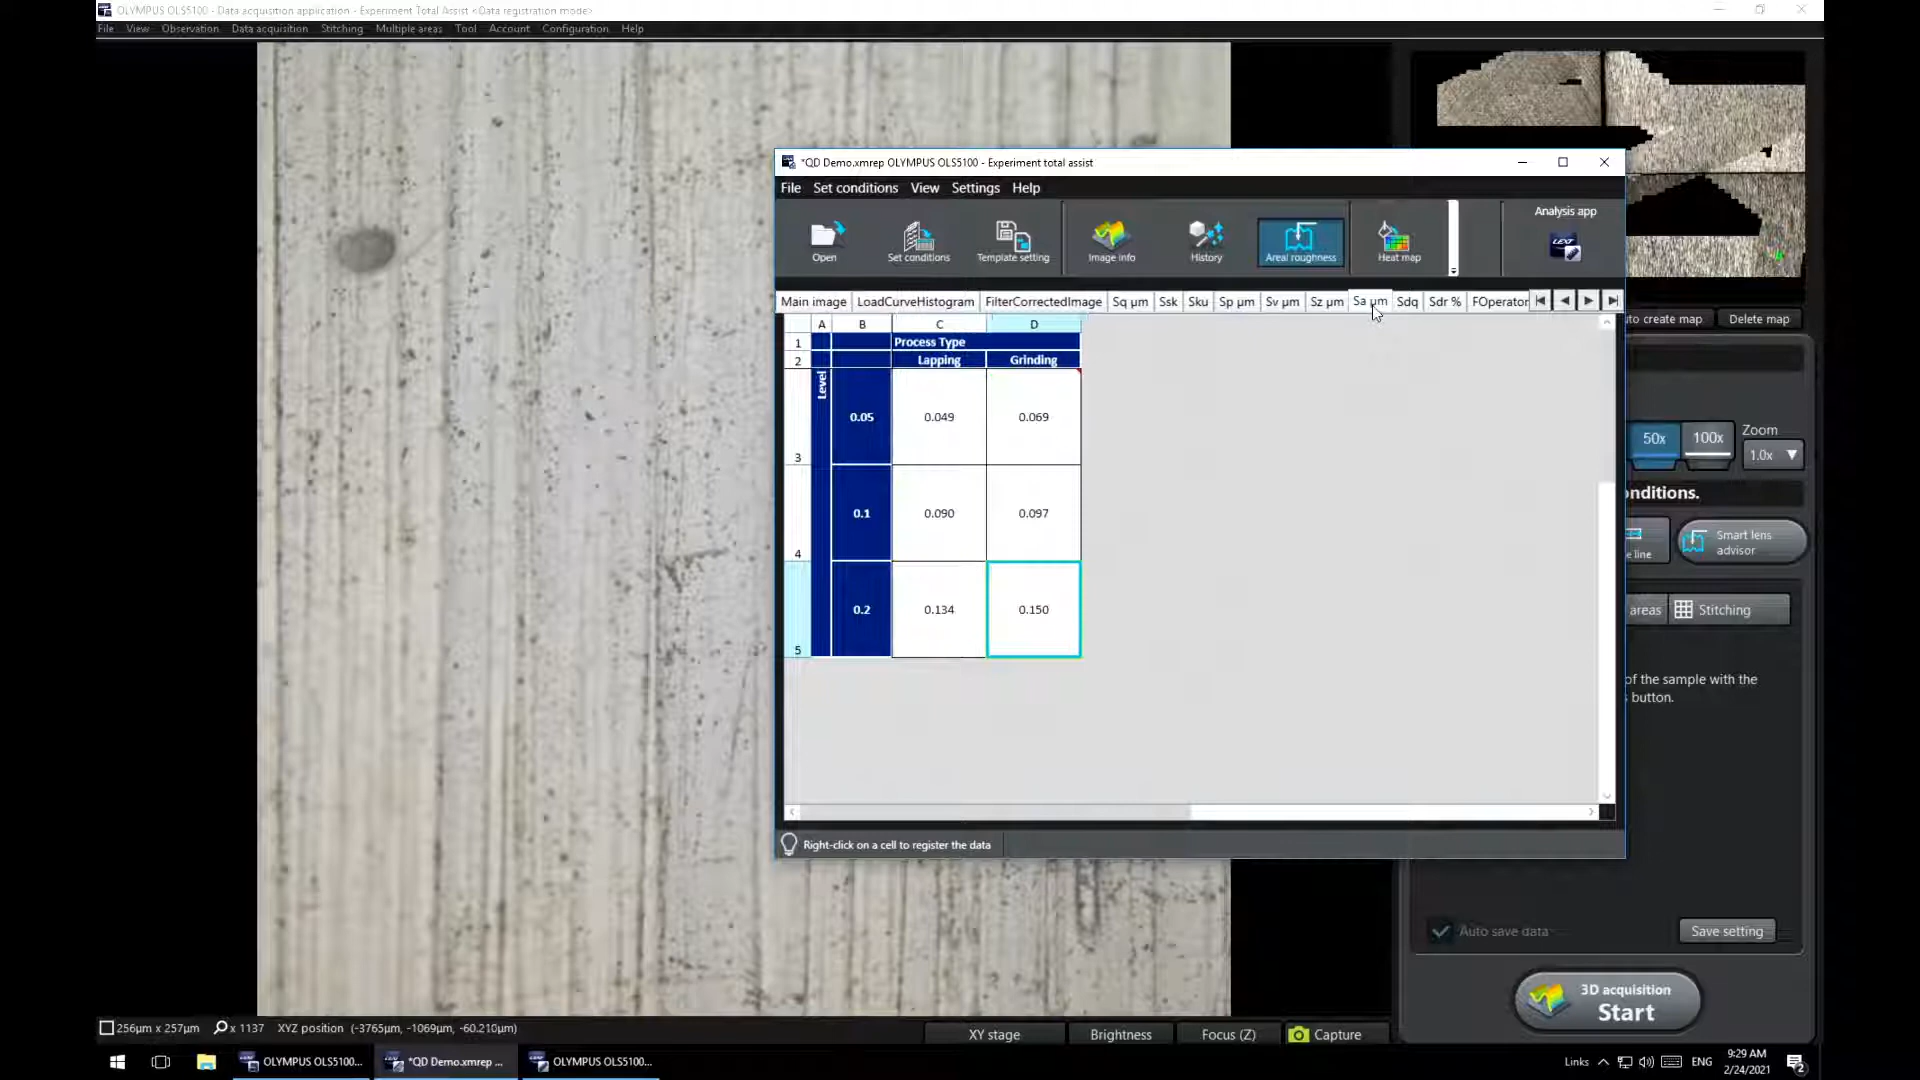 OLYMPUS OLS5100 - Data acquisition application - Experiment Total Assist <Data registration mode>
File View Observation Data acquisition Stitching Multiple areas Tool Account Configuration Help
*QD Demo.xmrep OLYMPUS OLS5100 - Experiment total assist
File Set conditions View Settings Help
Analysis app
Open Set conditions Template setting Image info History Areal roughness Heat map
LEXT
Main image LoadCurveHistogram FilterCorrectedImage Sq µm Ssk Sku Sp µm Sv µm Sz µm Sa µm Sdq Sdr % FOperator
uto create map Delete map
A B C D
1 Process Type
2 Lapping Grinding
Level
3 0.05 0.049 0.069
4 0.1 0.090 0.097
5 0.2 0.134 0.150
Right-click on a cell to register the data
50x 100x Zoom
1.0x
onditions.
e line
Smart lens
advisor
areas Stitching
of the sample with the
button.
Auto save data
Save setting
3D acquisition
Start
256µm x 257µm x 1137 XYZ position (-3765µm, -1069µm, -60.210µm)
XY stage Brightness Focus (Z) Capture
OLYMPUS OLS5100... *QD Demo.xmrep ... OLYMPUS OLS5100...
Links ENG 9:29 AM
2/24/2021
2